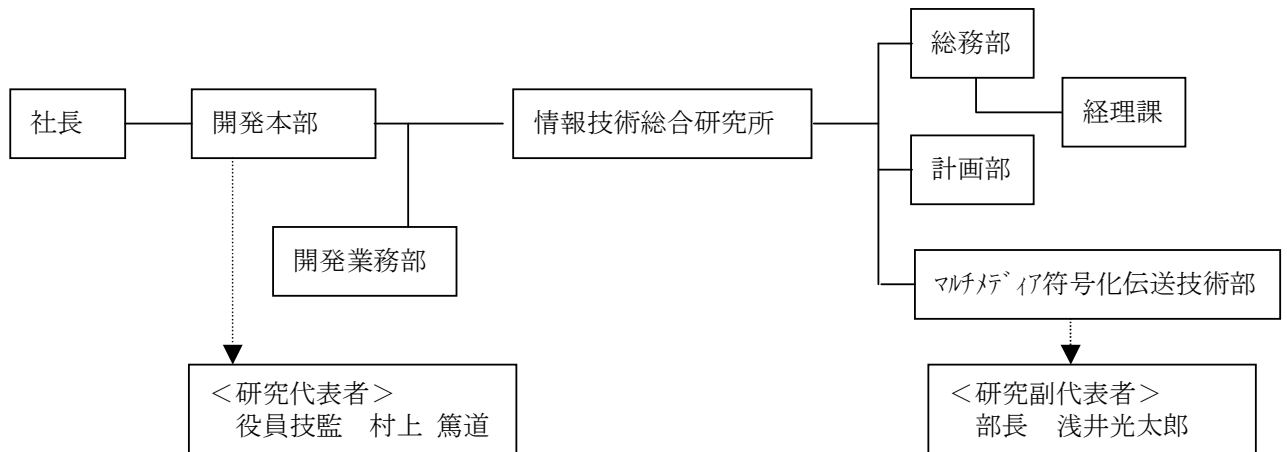 総務部
社長
開発本部
情報技術総合研究所
経理課
計画部
開発業務部
ﾏﾙﾁﾒﾃﾞｨｱ符号化伝送技術部
＜研究代表者＞
役員技監　村上 篤道
＜研究副代表者＞
部長　浅井光太郎